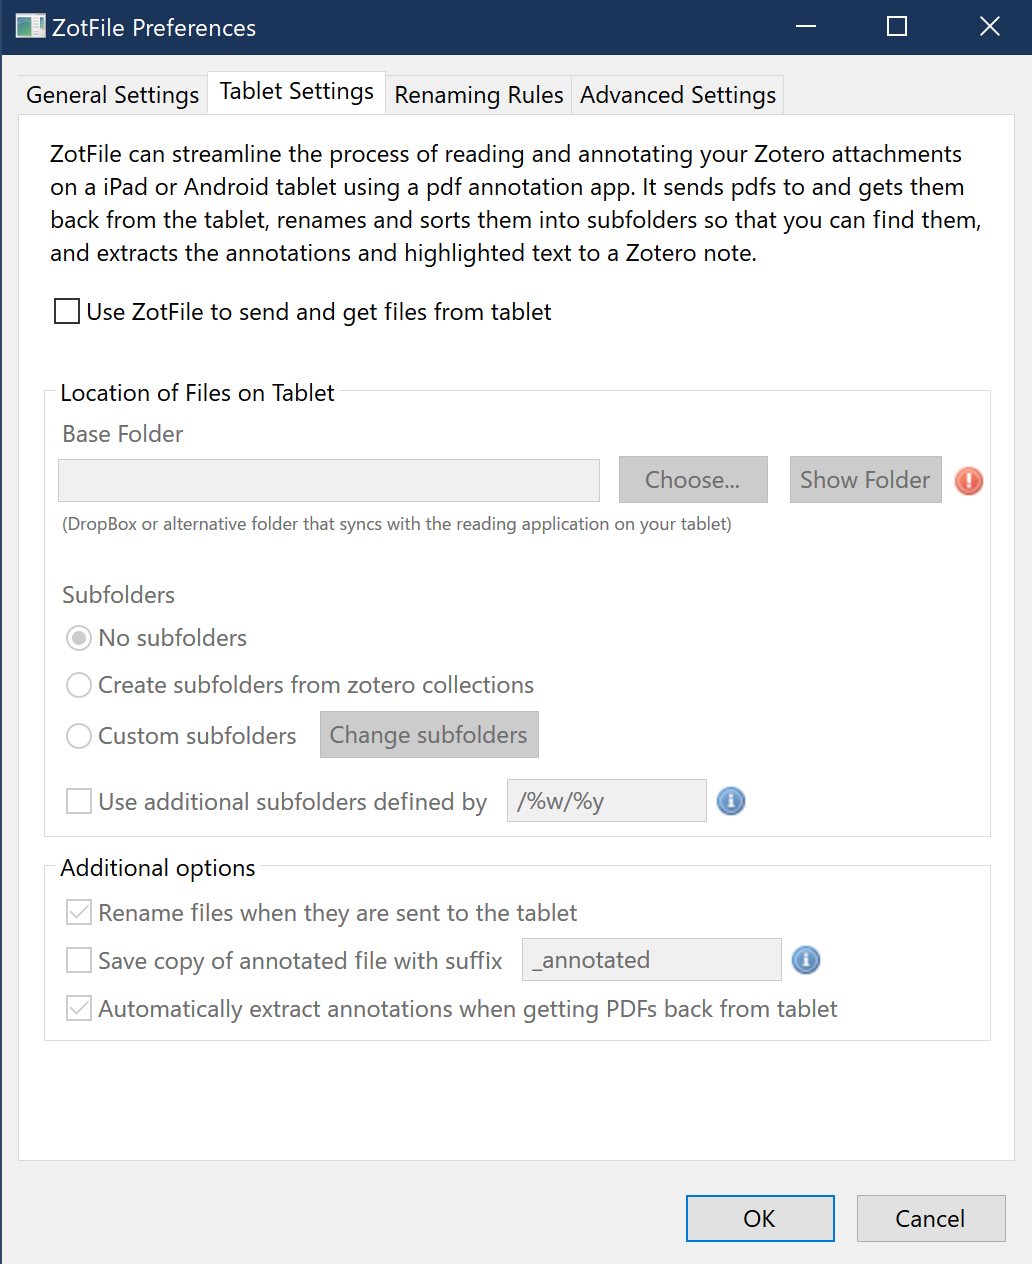 ZotFile Preferences
General Settings Tablet Settings Renaming Rules Advanced Settings
ZotFile can streamline the process of reading and annotating your Zotero attachments
on a iPad or Android tablet using a pdf annotation app. It sends pdfs to and gets them
back from the tablet, renames and sorts them into subfolders so that you can find them,
and extracts the annotations and highlighted text to a Zotero note.
Use ZotFile to send and get files from tablet
Location of Files on Tablet
Base Folder
Choose... Show Folder
(DropBox or alternative folder that syncs with the reading application on your tablet)
Subfolders
No subfolders
Create subfolders from zotero collections
Custom subfolders Change subfolders
Use additional subfolders defined by /%w/%y
Additional options
Rename files when they are sent to the tablet
Save copy of annotated file with suffix _annotated
Automatically extract annotations when getting PDFs back from tablet
OK Cancel